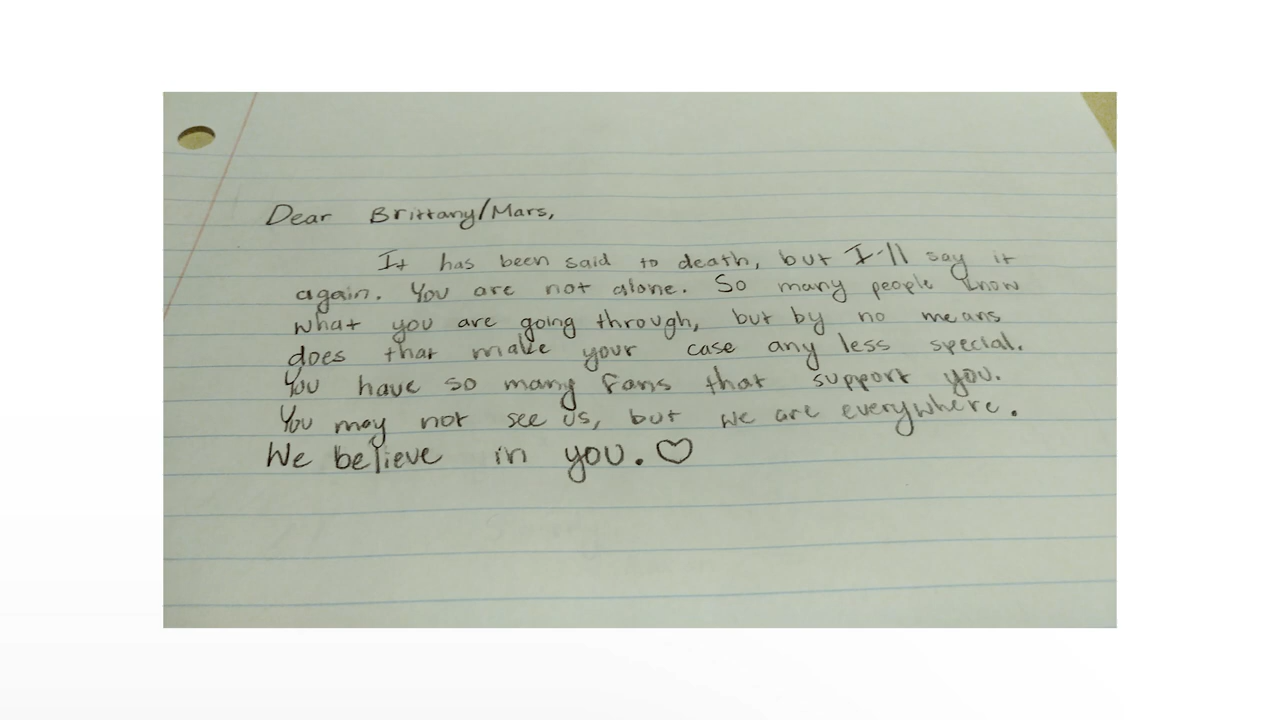 Dear Brittany/Mars,
It has been said to death, but I'll say it
again. You are not alone. So many people know
what you are going through, but by no means
does that make your case any less special.
You have so many fans that support you.
You may not see us, but we are everywhere.
We believe in you. ♡